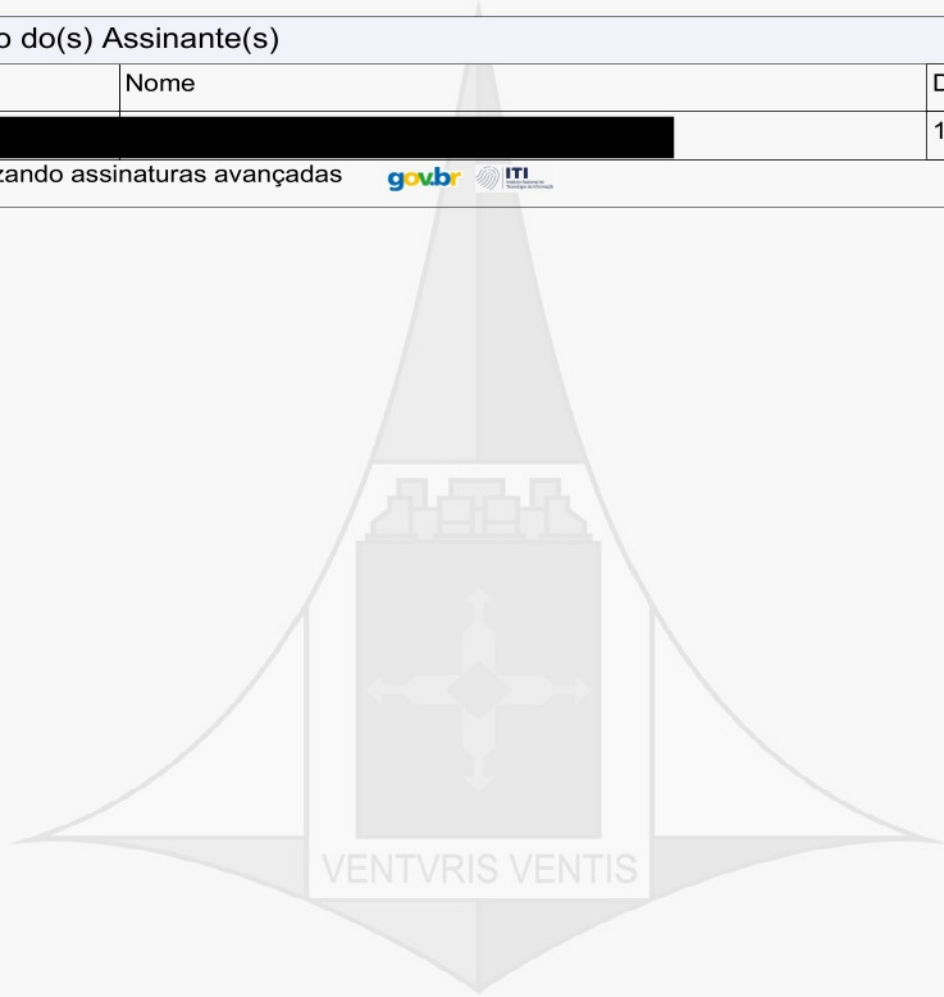 o do(s) Assinante(s)
Nome D
1
zando assinaturas avançadas gov.br ITI
VENTVRIS VENTIS